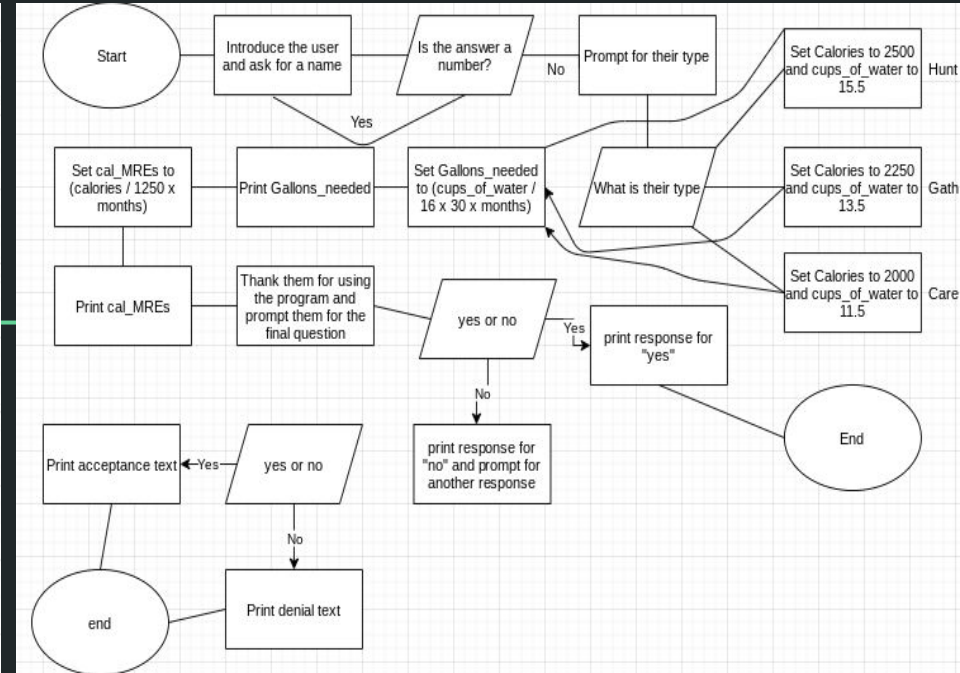 Start
Introduce the user
and ask for a name
Is the answer a
number?
No
Prompt for their type
Set Calories to 2500
and cups_of_water to
15.5
Hunt
Yes
Set cal_MREs to
(calories / 1250 x
months)
Print Gallons_needed
Set Gallons_needed
to (cups_of_water /
16 x 30 x months)
What is their type
Set Calories to 2250
and cups_of_water to
13.5
Gath
Print cal_MREs
Thank them for using
the program and
prompt them for the
final question
yes or no
Yes
print response for
"yes"
Set Calories to 2000
and cups_of_water to
11.5
Care
No
End
Print acceptance text
Yes
yes or no
print response for
"no" and prompt for
another response
No
end
Print denial text